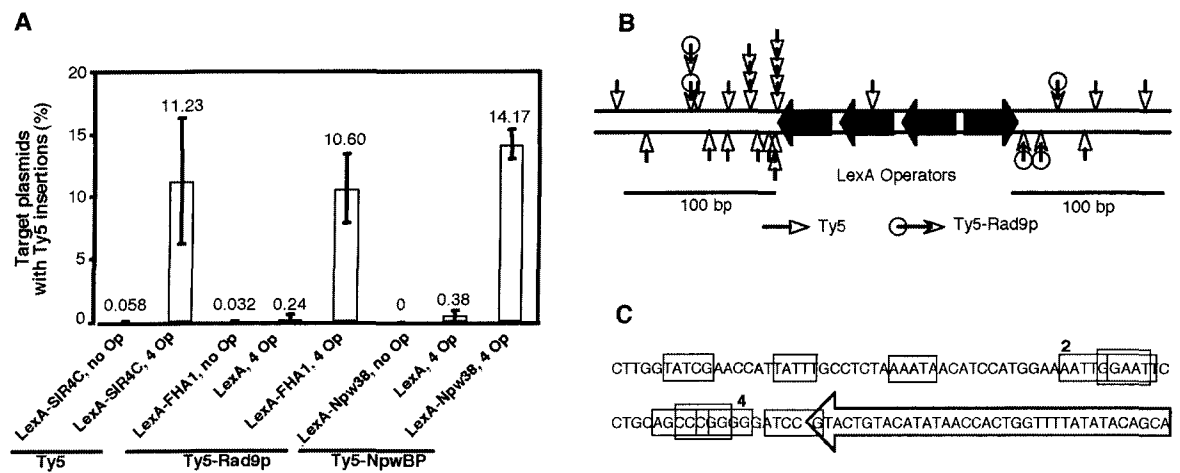 A
Target plasmids
with Ty5 insertions (%)
20
15
10
5
0
0.058
11.23
0.032
0.24
10.60
0
0.38
14.17
LexA-SIR4C, no Op
LexA-SIR4C, 4 Op
LexA-FHA1, no Op
LexA, 4 Op
LexA-FHA1, 4 Op
LexA-Npw38, no Op
LexA, 4 Op
LexA-Npw38, 4 Op
Ty5
Ty5-Rad9p
Ty5-NpwBP
B
LexA Operators
100 bp
100 bp
Ty5
Ty5-Rad9p
C
2
CTTGGTATCGAACCATTATTTGCCTCTAAAATAACATCCATGGAAAATTGGAATTC
4
CTGCAGCCCGGGGGATCCGTACTGTACATATAACCACTGGTTTTATATACAGCA